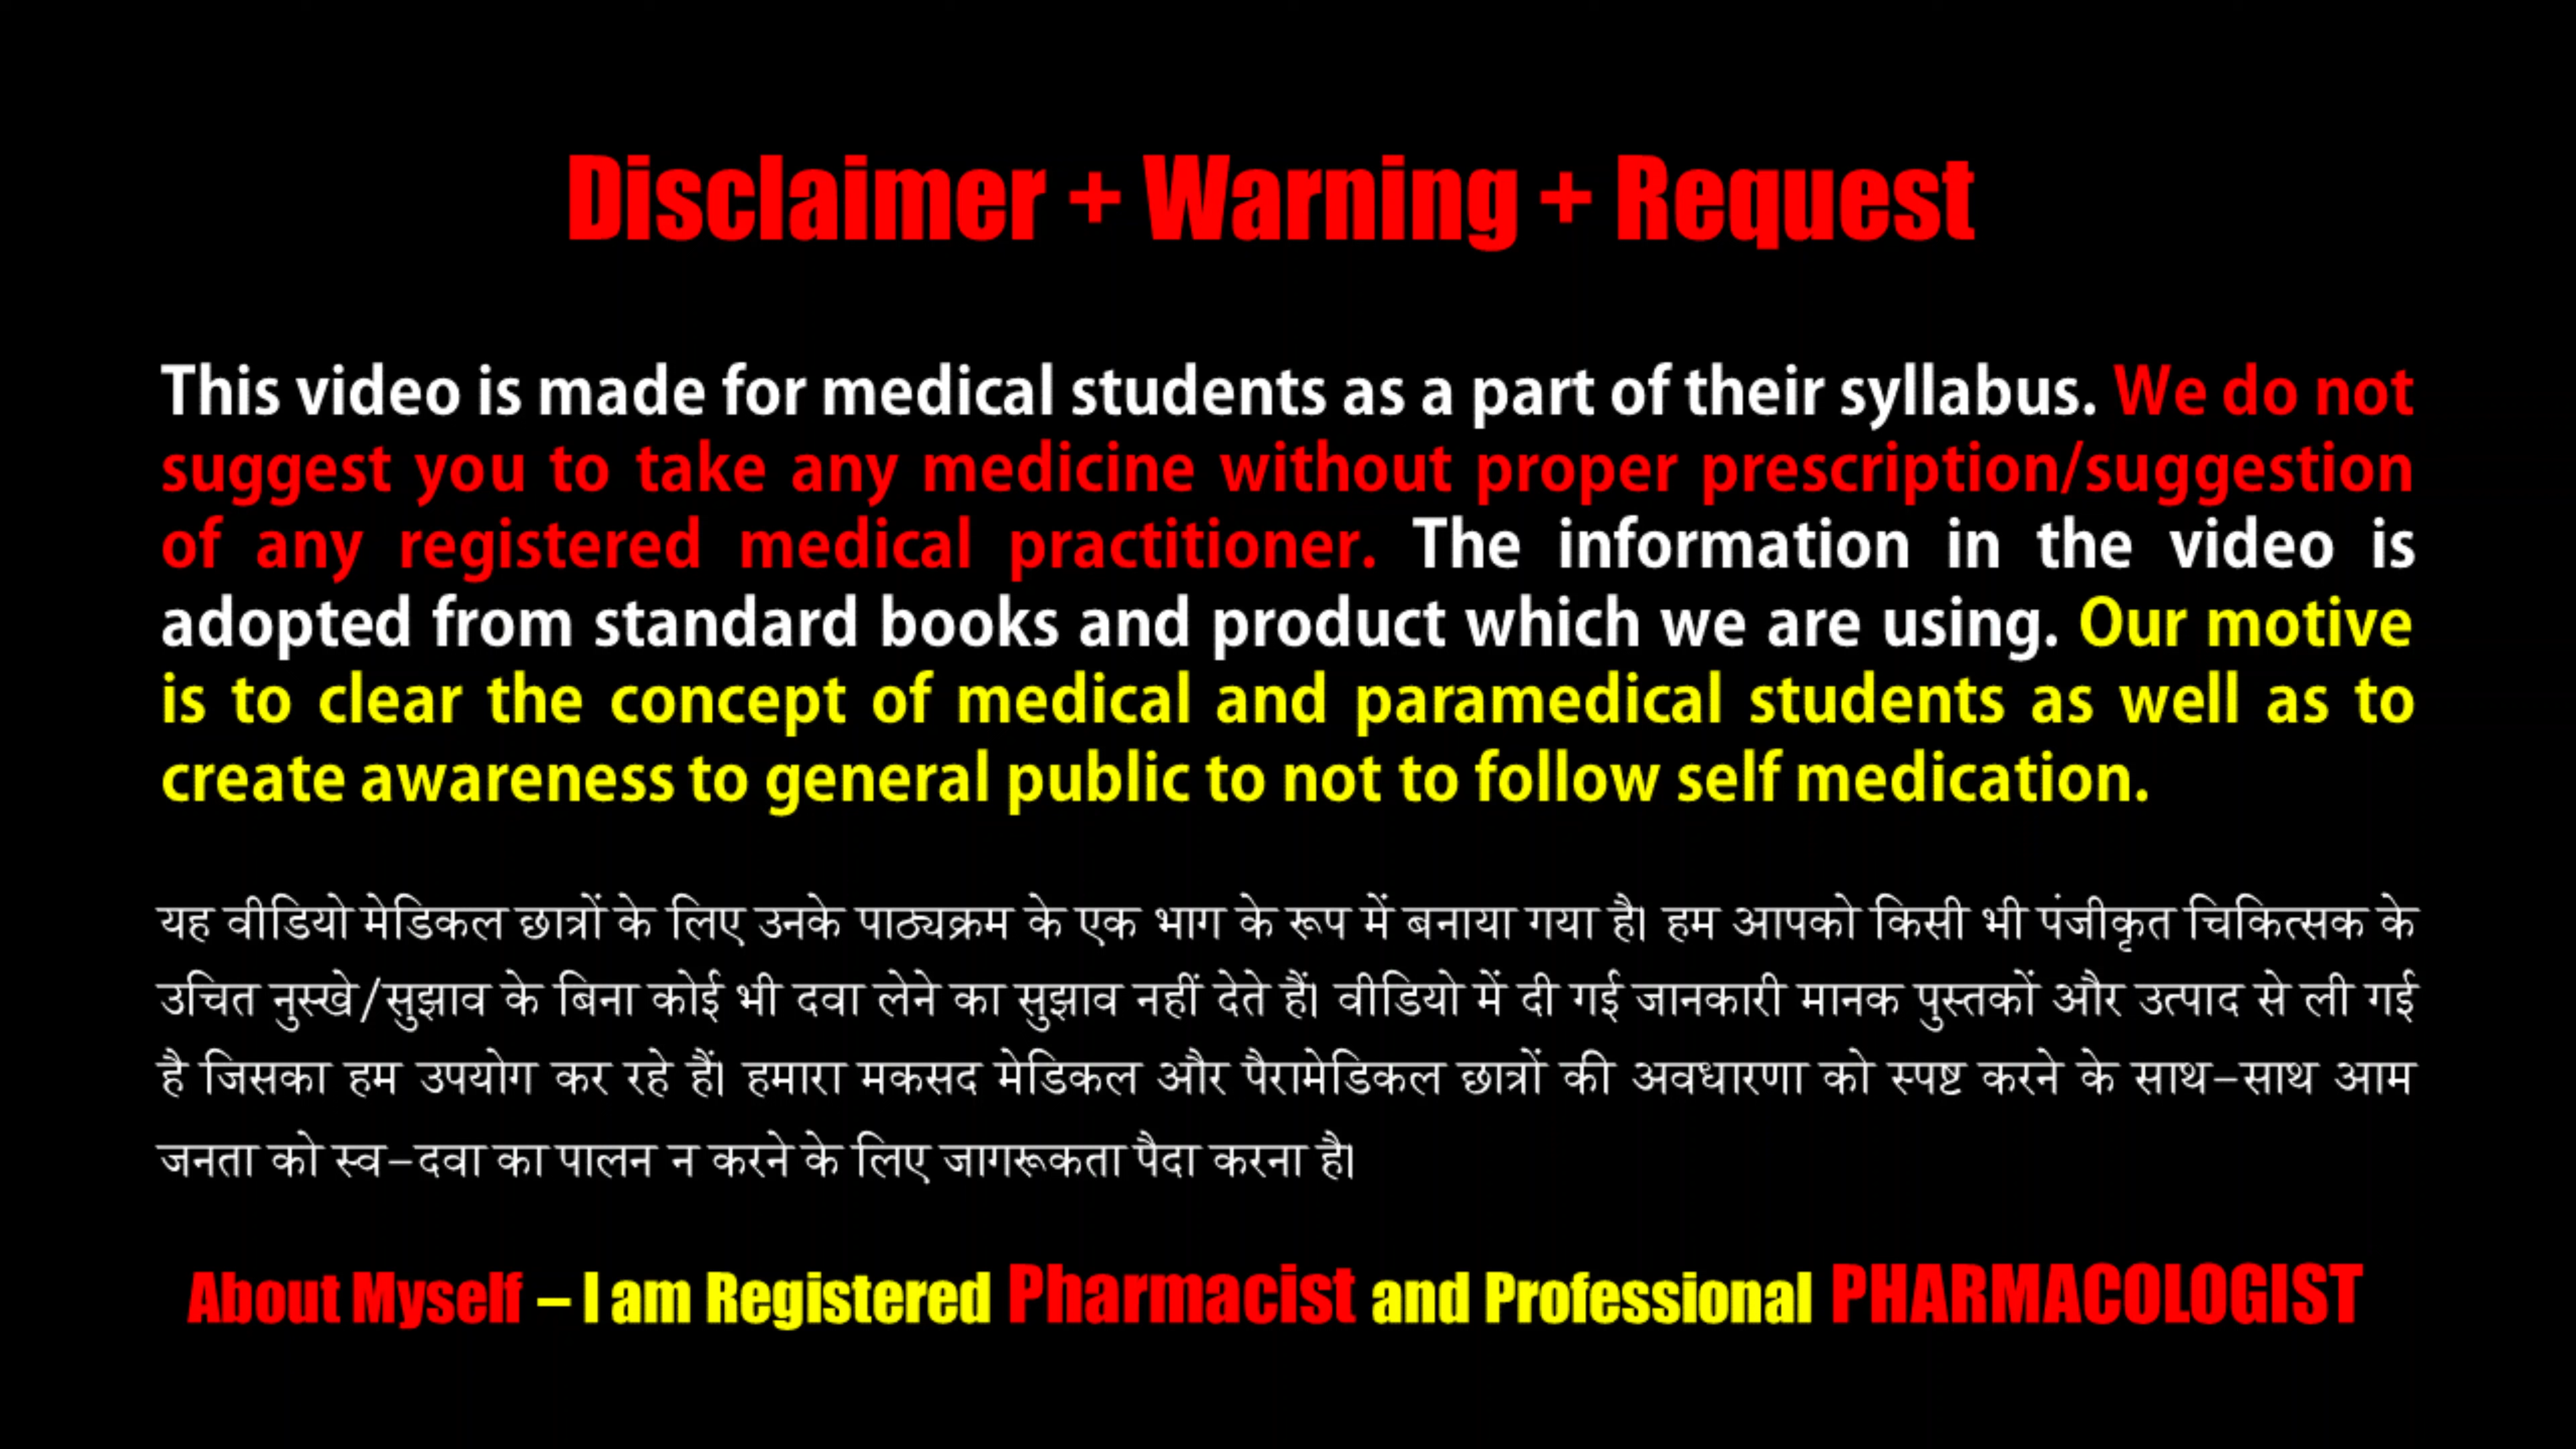 Disclaimer + Warning + Request
This video is made for medical students as a part of their syllabus. We do not
suggest you to take any medicine without proper prescription/suggestion
of any registered medical practitioner. The information in the video is
adopted from standard books and product which we are using. Our motive
is to clear the concept of medical and paramedical students as well as to
create awareness to general public to not to follow self medication.
यह वीडियो मेडिकल छात्रों के लिए उनके पाठ्यक्रम के एक भाग के रूप में बनाया गया है। हम आपको किसी भी पंजीकृत चिकित्सक के
उचित नुस्खे/सुझाव के बिना कोई भी दवा लेने का सुझाव नहीं देते हैं। वीडियो में दी गई जानकारी मानक पुस्तकों और उत्पाद से ली गई
है जिसका हम उपयोग कर रहे हैं। हमारा मकसद मेडिकल और पैरामेडिकल छात्रों की अवधारणा को स्पष्ट करने के साथ-साथ आम
जनता को स्व-दवा का पालन न करने के लिए जागरूकता पैदा करना है।
About Myself – I am Registered Pharmacist and Professional PHARMACOLOGIST